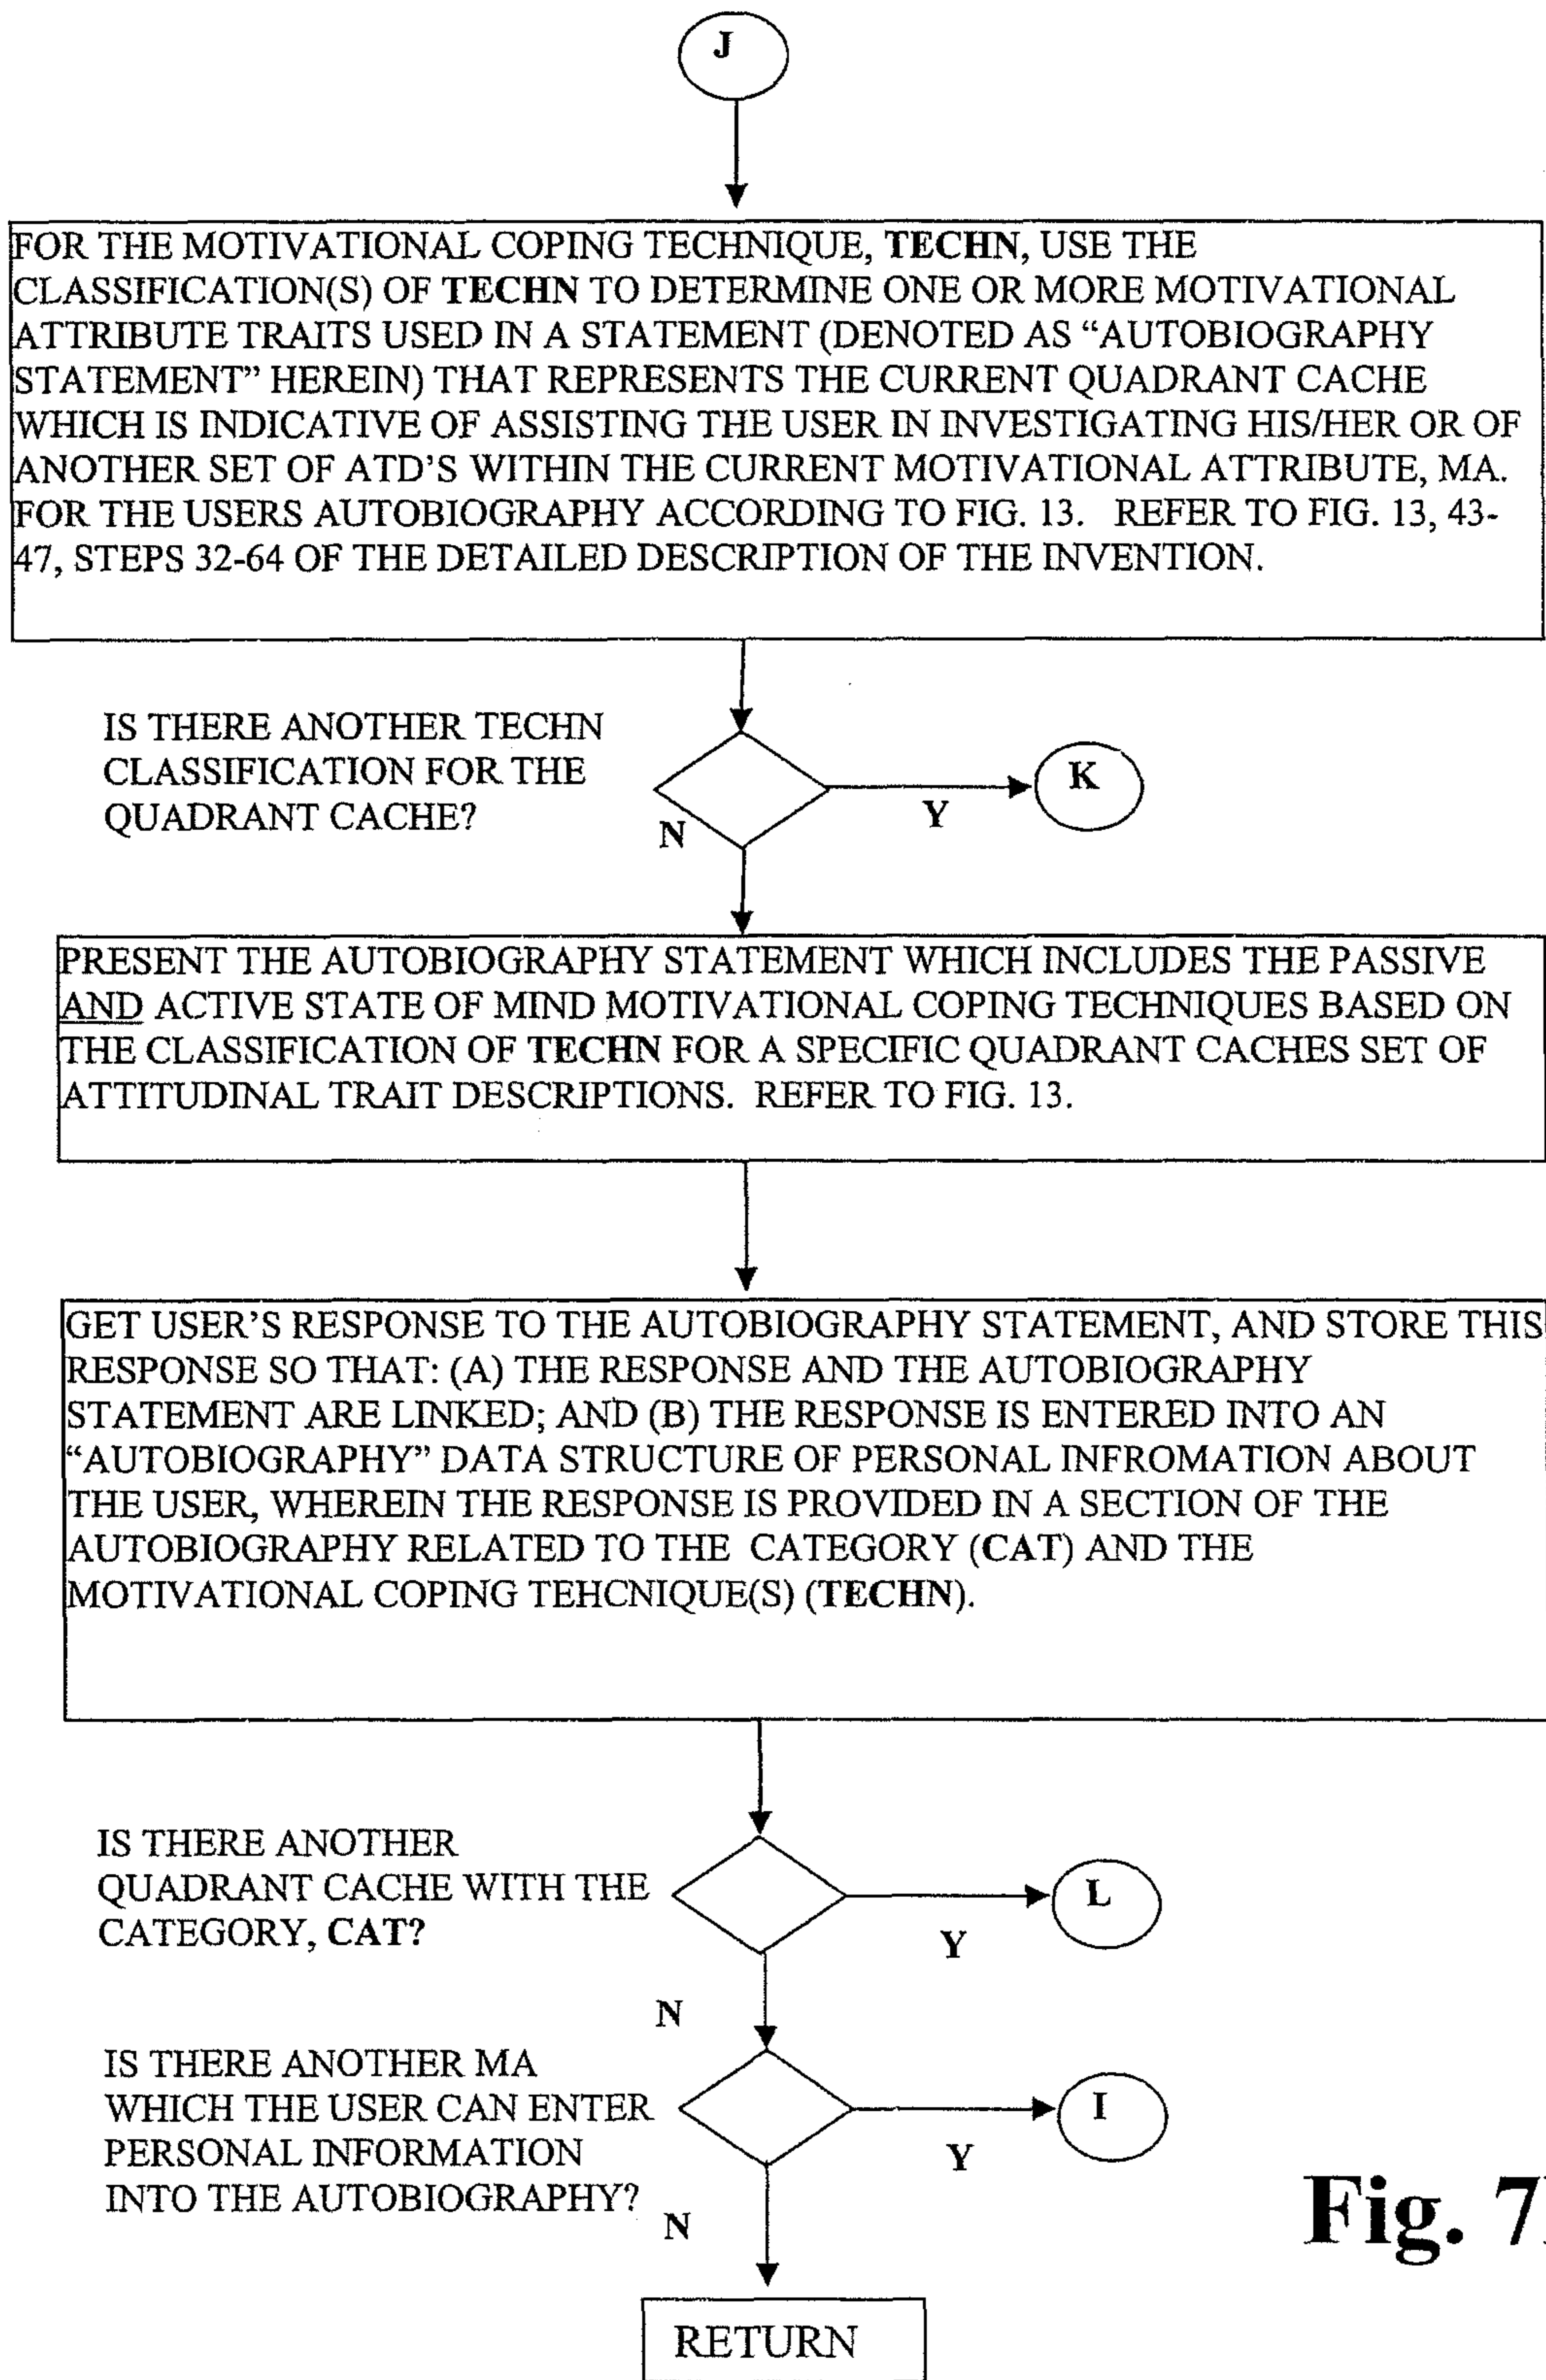 J
FOR THE MOTIVATIONAL COPING TECHNIQUE, TECHN, USE THE
CLASSIFICATION(S) OF TECHN TO DETERMINE ONE OR MORE MOTIVATIONAL
ATTRIBUTE TRAITS USED IN A STATEMENT (DENOTED AS “AUTOBIOGRAPHY
STATEMENT” HEREIN) THAT REPRESENTS THE CURRENT QUADRANT CACHE
WHICH IS INDICATIVE OF ASSISTING THE USER IN INVESTIGATING HIS/HER OR OF
ANOTHER SET OF ATD’S WITHIN THE CURRENT MOTIVATIONAL ATTRIBUTE, MA.
FOR THE USERS AUTOBIOGRAPHY ACCORDING TO FIG. 13. REFER TO FIG. 13, 43-
47, STEPS 32-64 OF THE DETAILED DESCRIPTION OF THE INVENTION.
IS THERE ANOTHER TECHN
CLASSIFICATION FOR THE
QUADRANT CACHE?
K
Y
N
PRESENT THE AUTOBIOGRAPHY STATEMENT WHICH INCLUDES THE PASSIVE
AND ACTIVE STATE OF MIND MOTIVATIONAL COPING TECHNIQUES BASED ON
THE CLASSIFICATION OF TECHN FOR A SPECIFIC QUADRANT CACHES SET OF
ATTITUDINAL TRAIT DESCRIPTIONS. REFER TO FIG. 13.
GET USER’S RESPONSE TO THE AUTOBIOGRAPHY STATEMENT, AND STORE THIS
RESPONSE SO THAT: (A) THE RESPONSE AND THE AUTOBIOGRAPHY
STATEMENT ARE LINKED; AND (B) THE RESPONSE IS ENTERED INTO AN
“AUTOBIOGRAPHY” DATA STRUCTURE OF PERSONAL INFROMATION ABOUT
THE USER, WHEREIN THE RESPONSE IS PROVIDED IN A SECTION OF THE
AUTOBIOGRAPHY RELATED TO THE CATEGORY (CAT) AND THE
MOTIVATIONAL COPING TEHCNIQUE(S) (TECHN).
IS THERE ANOTHER
QUADRANT CACHE WITH THE
CATEGORY, CAT?
L
Y
N
IS THERE ANOTHER MA
WHICH THE USER CAN ENTER
PERSONAL INFORMATION
INTO THE AUTOBIOGRAPHY?
I
Y
N
Fig. 7
RETURN